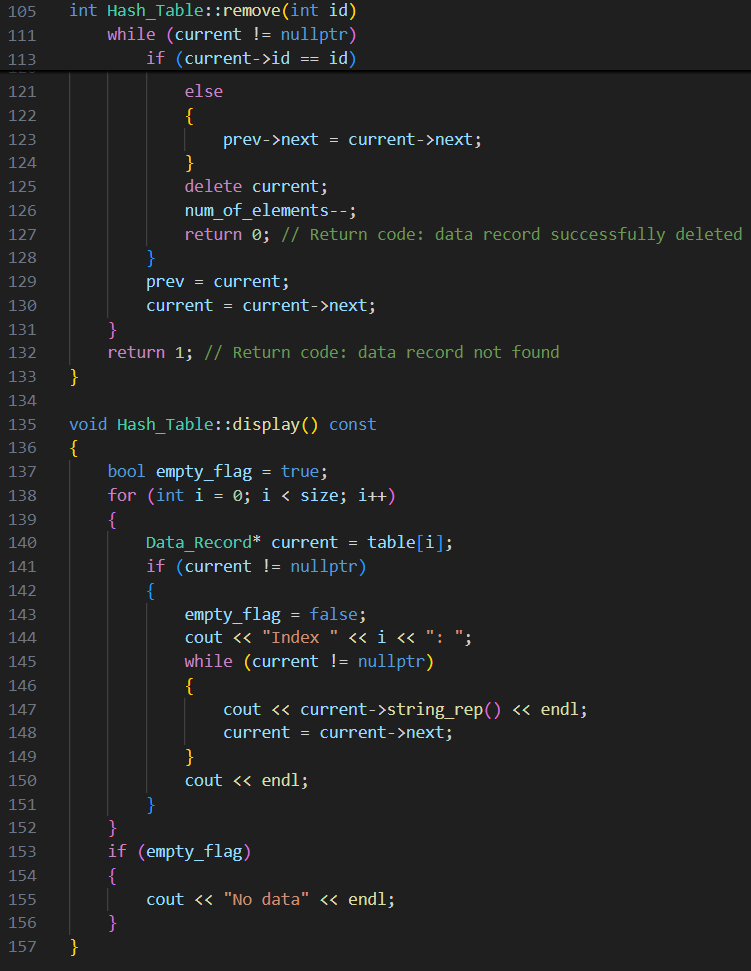 105 int Hash_Table::remove(int id)
111     while (current != nullptr)
113         if (current->id == id)
121             else
122             {
123                 prev->next = current->next;
124             }
125             delete current;
126             num_of_elements--;
127             return 0; // Return code: data record successfully deleted
128         }
129         prev = current;
130         current = current->next;
131     }
132     return 1; // Return code: data record not found
133 }
134
135 void Hash_Table::display() const
136 {
137     bool empty_flag = true;
138     for (int i = 0; i < size; i++)
139     {
140         Data_Record* current = table[i];
141         if (current != nullptr)
142         {
143             empty_flag = false;
144             cout << "Index " << i << ": ";
145             while (current != nullptr)
146             {
147                 cout << current->string_rep() << endl;
148                 current = current->next;
149             }
150             cout << endl;
151         }
152     }
153     if (empty_flag)
154     {
155         cout << "No data" << endl;
156     }
157 }